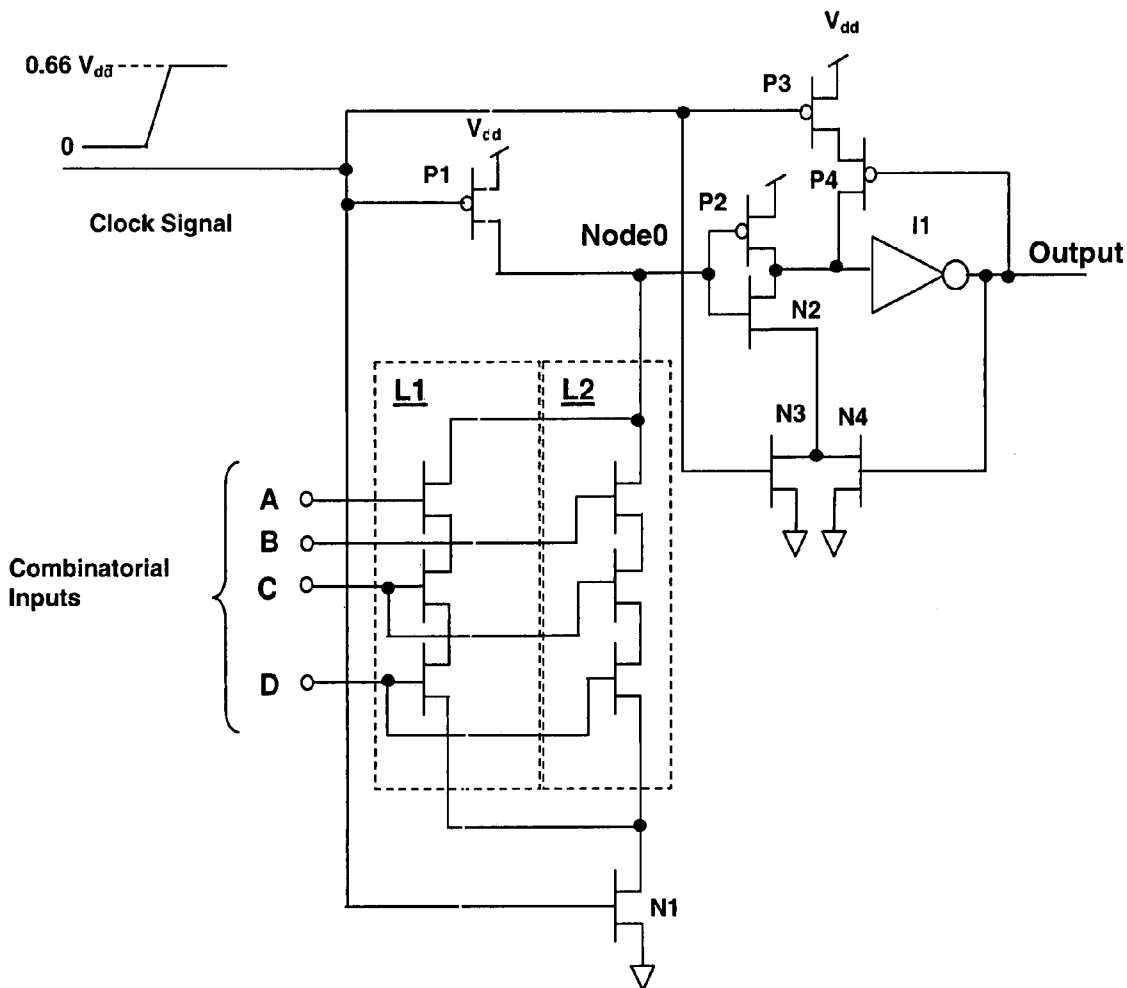 V_dd
0.66 V_dd
P3
0
V_dd
P1
P4
P2
Clock Signal
I1
Node0
Output
N2
L1
L2
N3 N4
A
B
Combinatorial
Inputs
C
D
N1